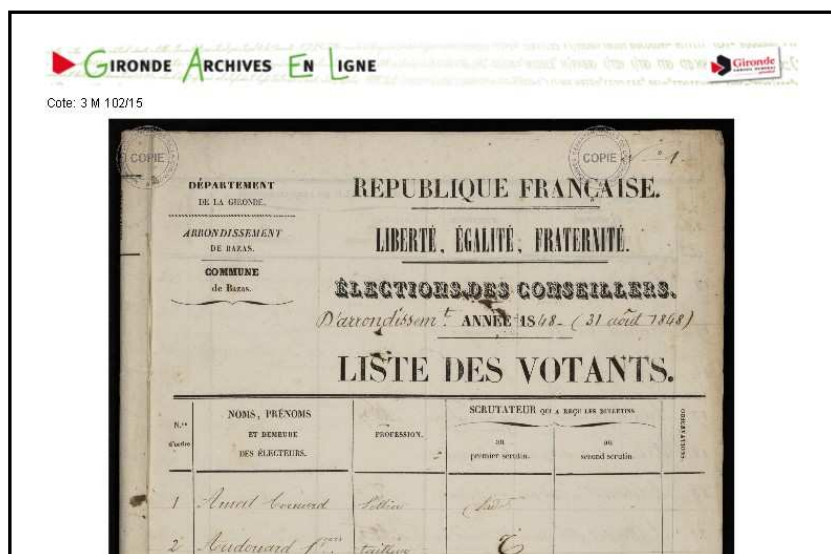 GIRONDE ARCHIVES EN LIGNE
Gironde
Cote: 3 M 102/15
COPIE
COPIE
N.º 1.
DÉPARTEMENT
DE LA GIRONDE.
ARRONDISSEMENT
DE BAZAS.
COMMUNE
de Bazas.
REPUBLIQUE FRANÇAISE.
LIBERTÉ, ÉGALITÉ, FRATERNITÉ.
ÉLECTIONS DES CONSEILLERS.
D'arrondissem.t ANNÉE 1848 - (31 août 1848)
LISTE DES VOTANTS.
N.os
d'ordre
NOMS, PRÉNOMS
ET DEMEURE
DES ÉLECTEURS.
PROFESSION.
SCRUTATEUR QUI A REÇU LES BULLETINS
au
premier scrutin.
au
second scrutin.
OBSERVATIONS.
1
2 tailleur